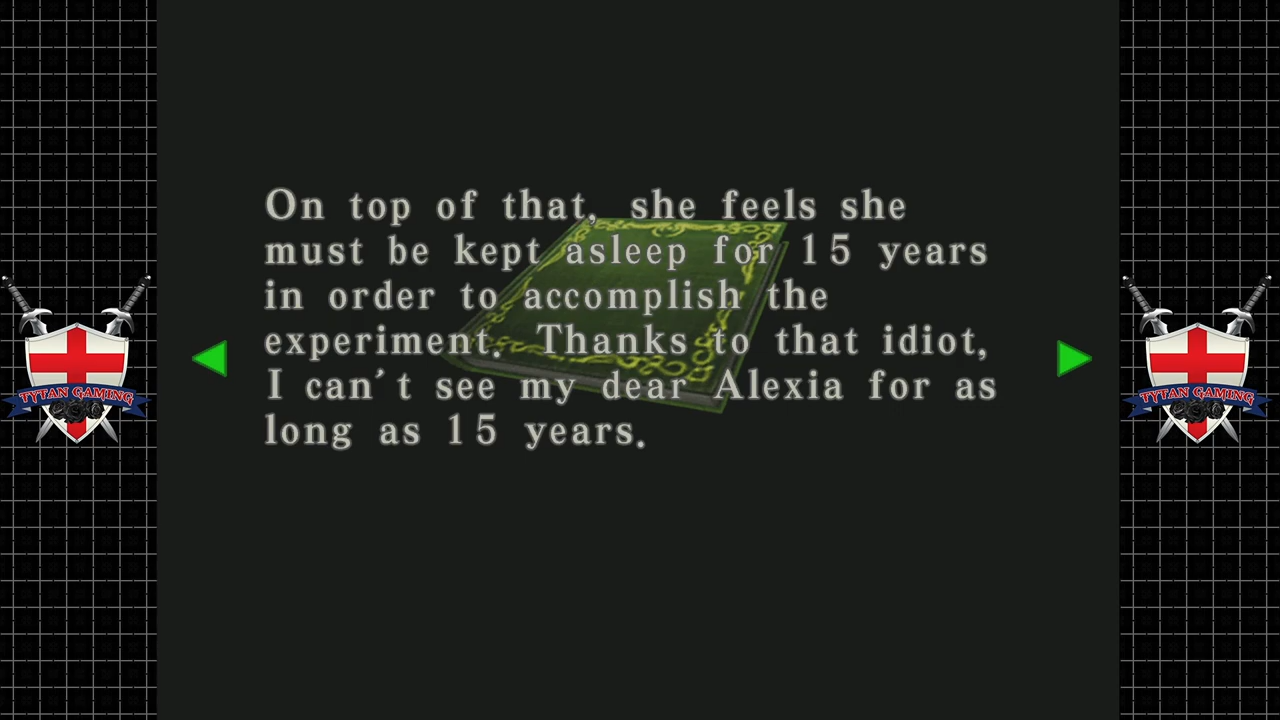 On top of that, she feels she
must be kept asleep for 15 years
in order to accomplish the
experiment. Thanks to that idiot,
I can't see my dear Alexia for as
long as 15 years.
TYTAN GAMING
TYTAN GAMING